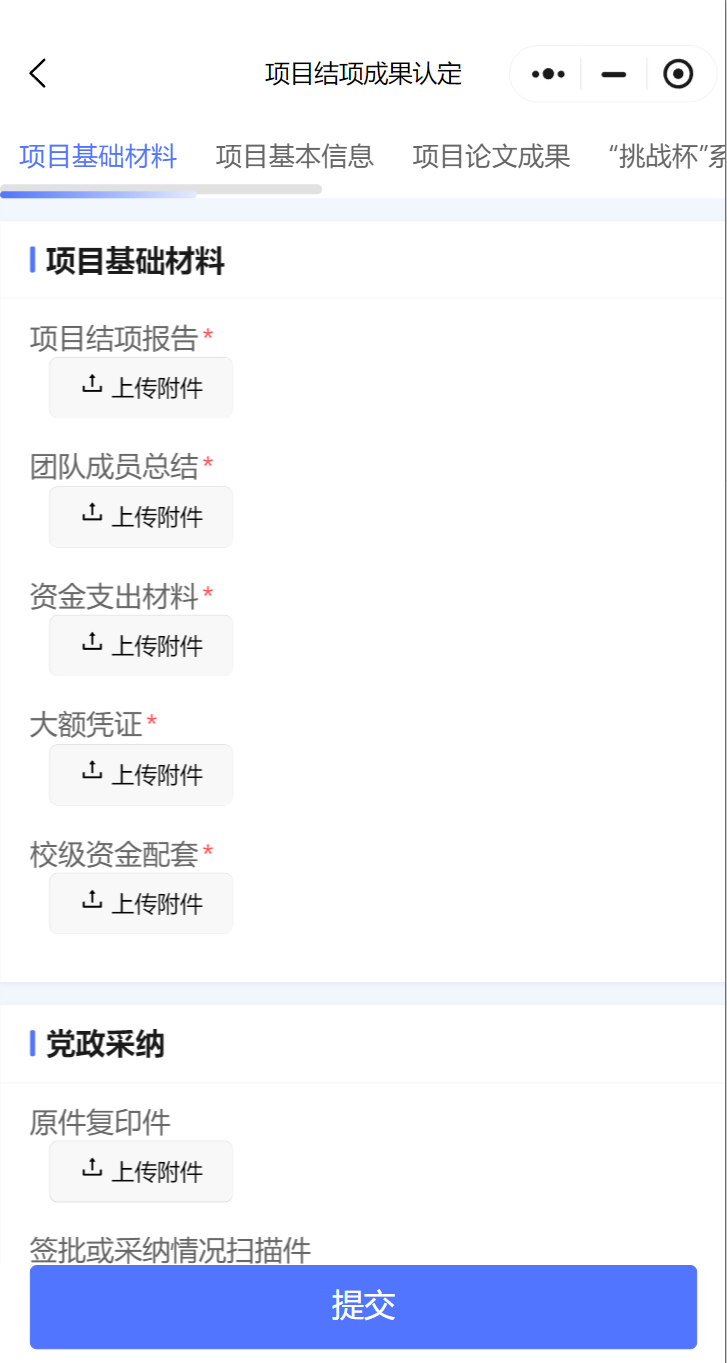 项目结项成果认定
项目基础材料 项目基本信息 项目论文成果 “挑战�”系
项目基础材料
项目结项报告*
上传附件
团队成员总结*
上传附件
资金支出材料*
上传附件
大额凭证*
上传附件
校级资金配套*
上传附件
党政采纳
原件复印件
上传附件
签批或采纳情况扫描件
提交